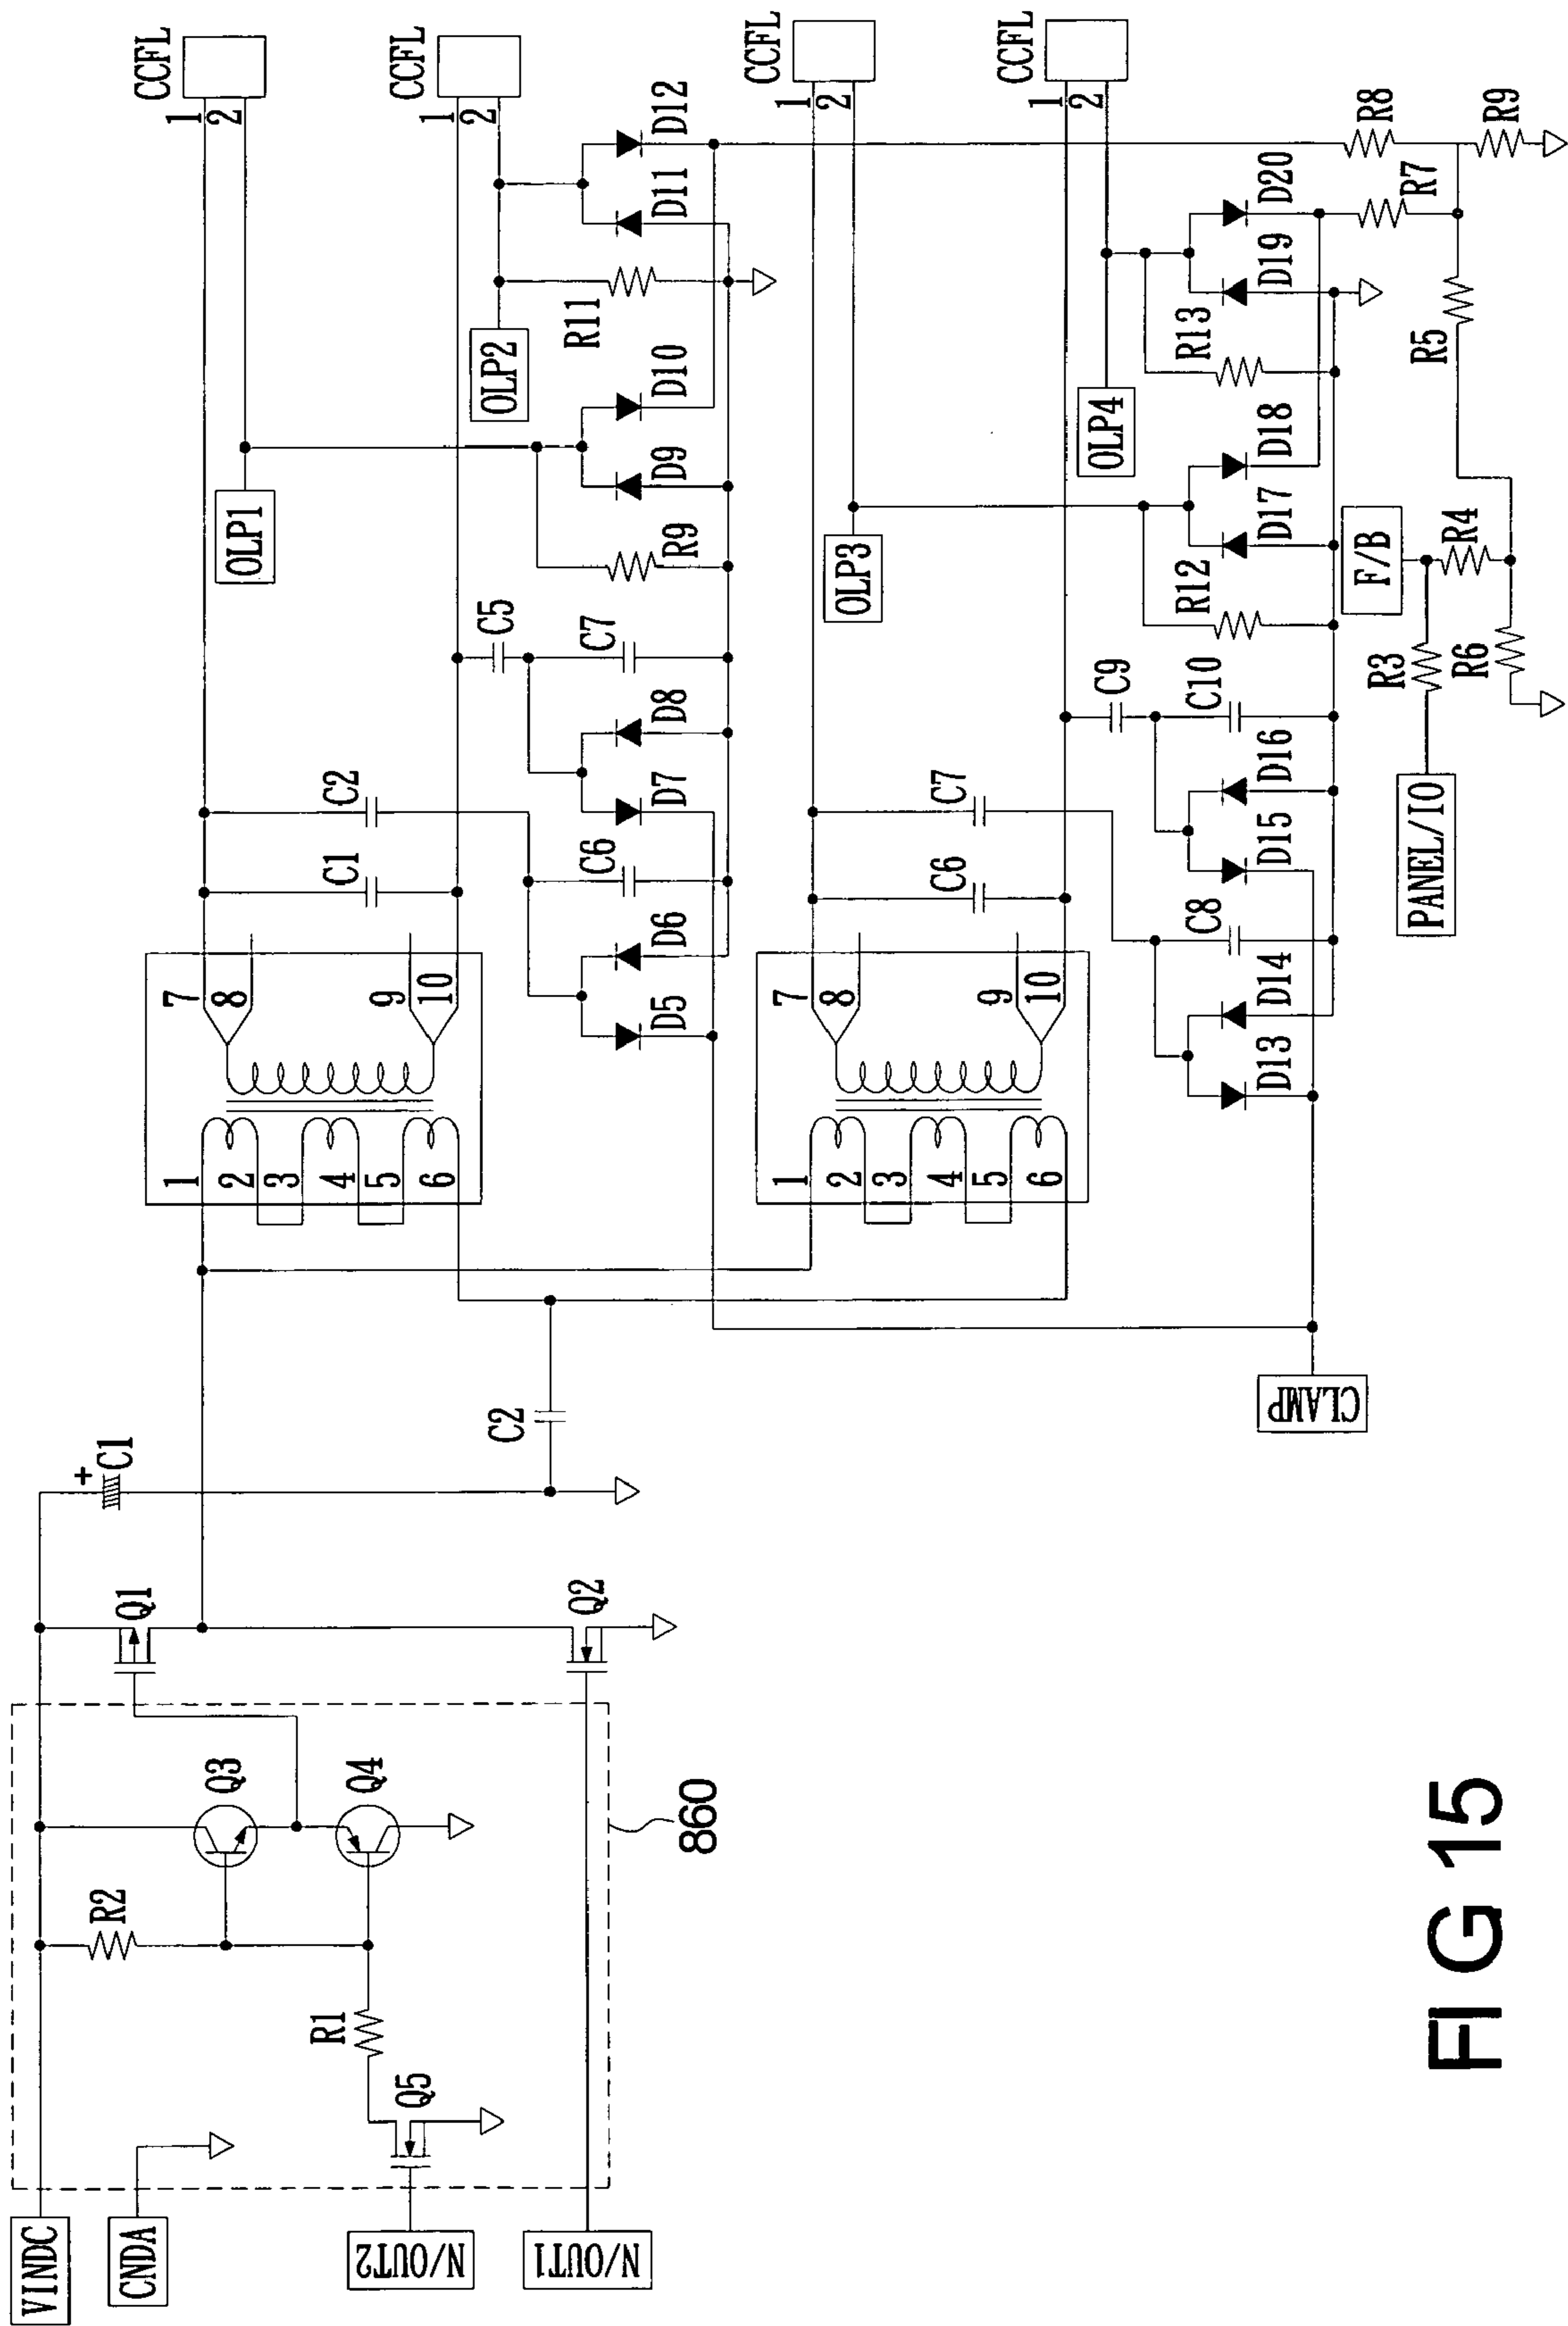 VINDC
CNDA
N/OUT2
N/OUT1
R2
R1
Q5
Q3
Q4
860
Q1
Q2
+
C1
C2
1
2
3
4
5
6
7
8
9
10
C1
C2
D5
D6
C6
D7
D8
C7
C5
R9
D9
D10
R11
D11
D12
OLP1
OLP2
1
2
CCFL
1
2
CCFL
1
2
3
4
5
6
7
8
9
10
C6
C7
D13
D14
C8
D15
D16
C10
C9
R12
D17
D18
R13
D19
D20
OLP3
OLP4
1
2
CCFL
1
2
CCFL
CLAMP
PANEL/IO
R3
F/B
R4
R6
R5
R7
R8
R9
FIG 15